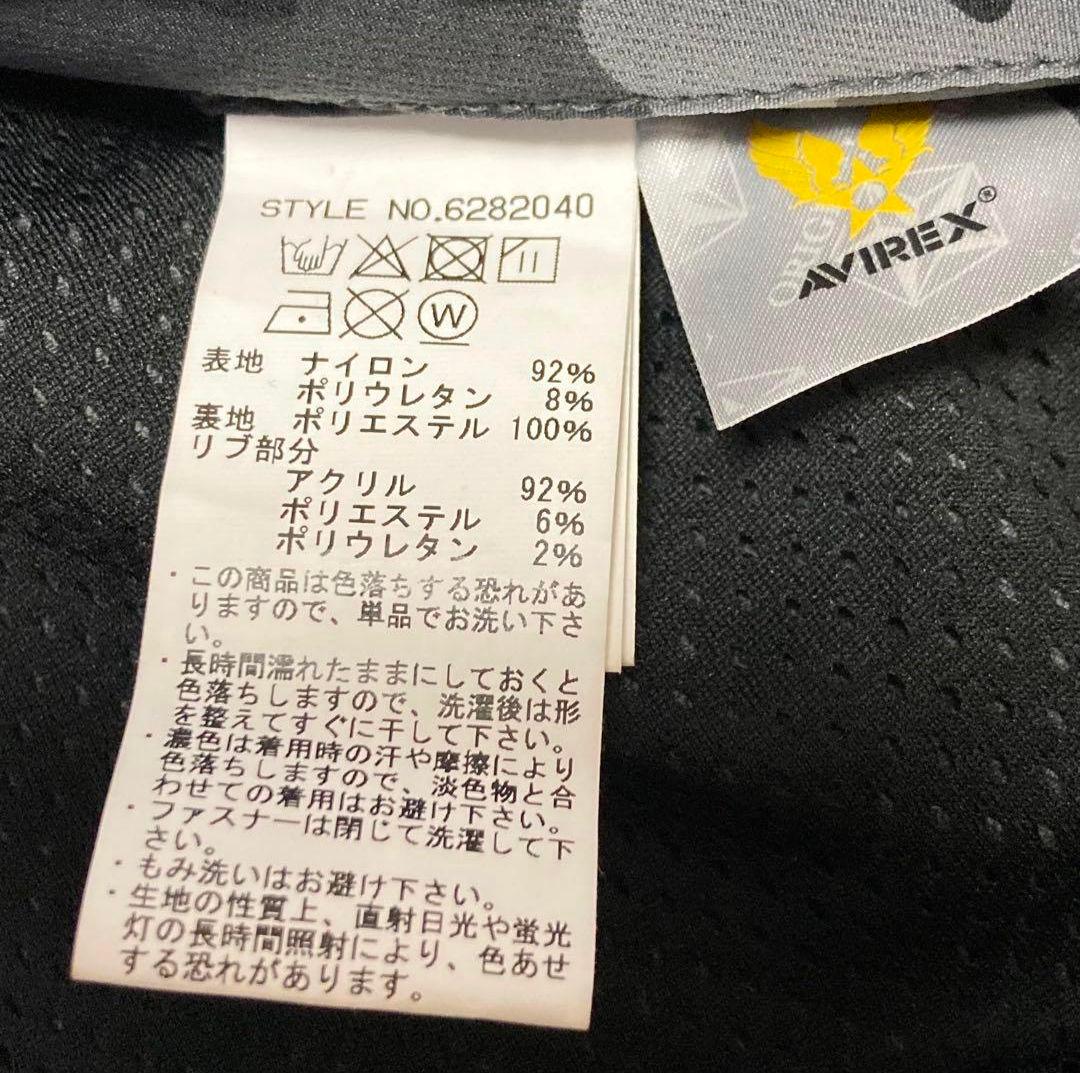 STYLE NO.6282040
W
表地 ナイロン 92%
ポリウレタン 8%
裏地 ポリエステル 100%
リブ部分
アクリル 92%
ポリエステル 6%
ポリウレタン 2%
・この商品は色落ちする恐れがあ
りますので、単品でお洗い下さ
い。
・長時間濡れたままにしておくと
色落ちしますので、洗濯後は形
を整えてすぐに干して下さい。
・濃色は着用時の汗や摩擦により
色落ちしますので、淡色物と合
わせての着用はお避け下さい。
・ファスナーは閉じて洗濯して下
さい。
・もみ洗いはお避け下さい。
・生地の性質上、直射日光や蛍光
灯の長時間照射により、色あせ
する恐れがあります。
AVIREX®